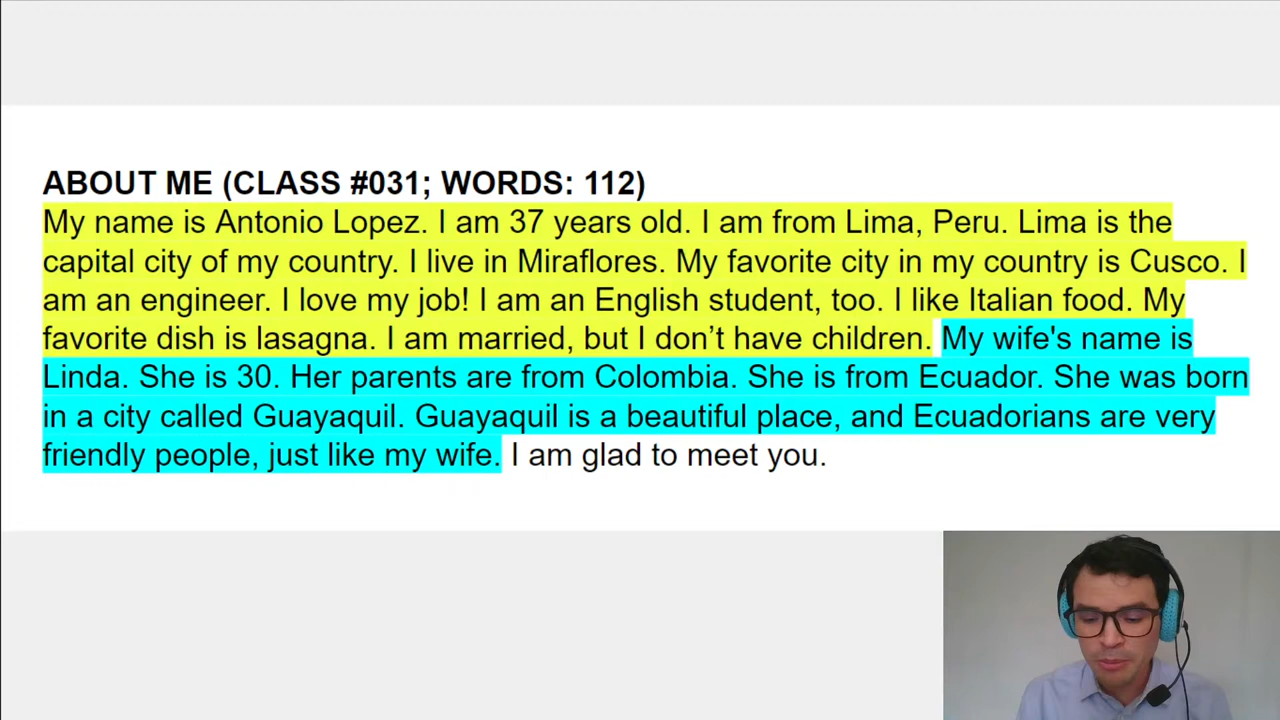 ABOUT ME (CLASS #031; WORDS: 112)
My name is Antonio Lopez. I am 37 years old. I am from Lima, Peru. Lima is the
capital city of my country. I live in Miraflores. My favorite city in my country is Cusco. I
am an engineer. I love my job! I am an English student, too. I like Italian food. My
favorite dish is lasagna. I am married, but I don’t have children. My wife's name is
Linda. She is 30. Her parents are from Colombia. She is from Ecuador. She was born
in a city called Guayaquil. Guayaquil is a beautiful place, and Ecuadorians are very
friendly people, just like my wife. I am glad to meet you.